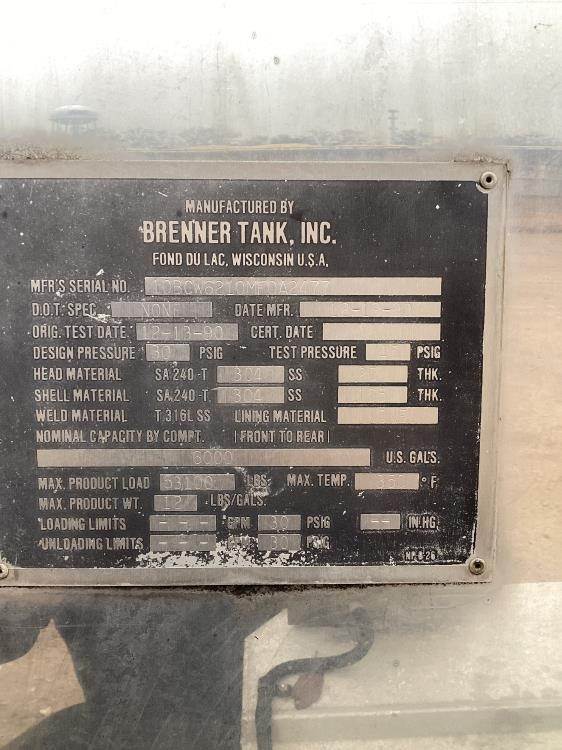 MANUFACTURED BY
BRENNER TANK, INC.
FOND DU LAC, WISCONSIN U.S.A.
MFR'S SERIAL NO.
D.O.T. SPEC. NONE DATE MFR.
ORIG. TEST DATE 12-13-90 CERT. DATE
DESIGN PRESSURE 30 PSIG TEST PRESSURE PSIG
HEAD MATERIAL SA 240-T 304 SS THK.
SHELL MATERIAL SA 240-T 304 SS THK.
WELD MATERIAL T 316L SS LINING MATERIAL
NOMINAL CAPACITY BY COMPT. (FRONT TO REAR)
6000 U.S. GAL'S.
MAX. PRODUCT LOAD 53100 LBS. MAX. TEMP. °F
MAX. PRODUCT WT. LBS/GALS.
LOADING LIMITS - - - GPM 30 PSIG -- IN.HG.
UNLOADING LIMITS - - - GPM 30